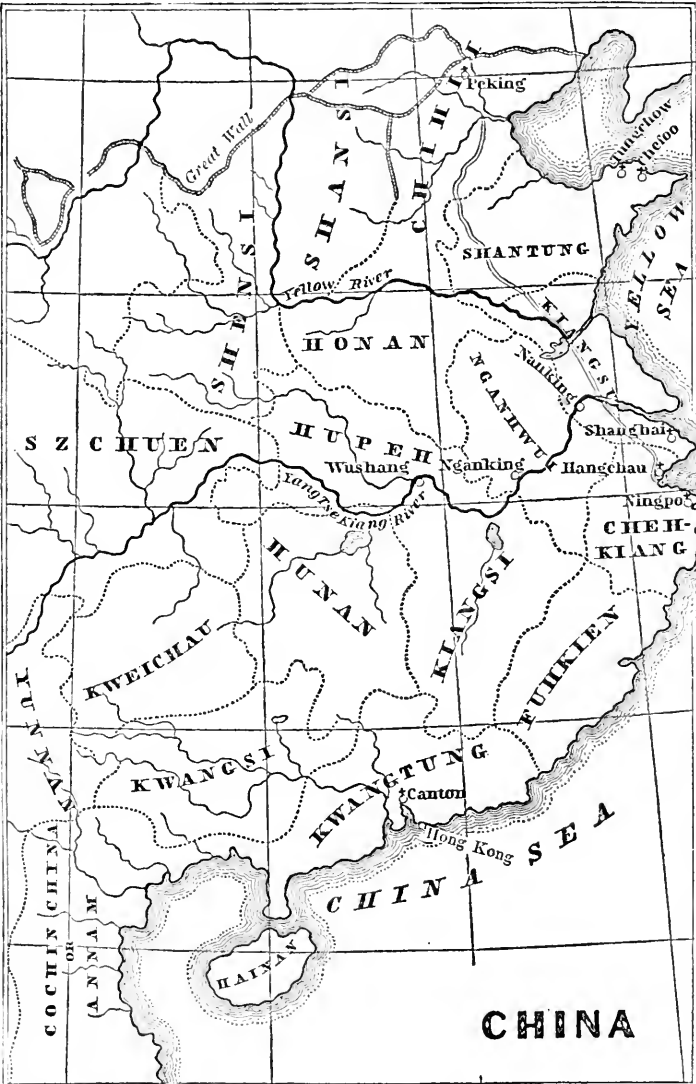 Peking
SHANSI
CHIHLI
Great Wall
Tungchow
Chefoo
SHANTUNG
YELLOW
SEA
SHENSI
Yellow River
KIANGSU
HONAN
Nanking
NGANHWUI
SZCHUEN
HUPEH
Shanghai
Wushang
Nganking
Hangchau
Yang Tse Kiang River
Ningpo
CHEH-
KIANG
HUNAN
KIANGSI
FUHKIEN
KWEICHAU
YUNNAN
KWANGSI
KWANGTUNG
Canton
Hong Kong
CHINA SEA
COCHIN CHINA
OR
ANNAM
HAINAN
CHINA